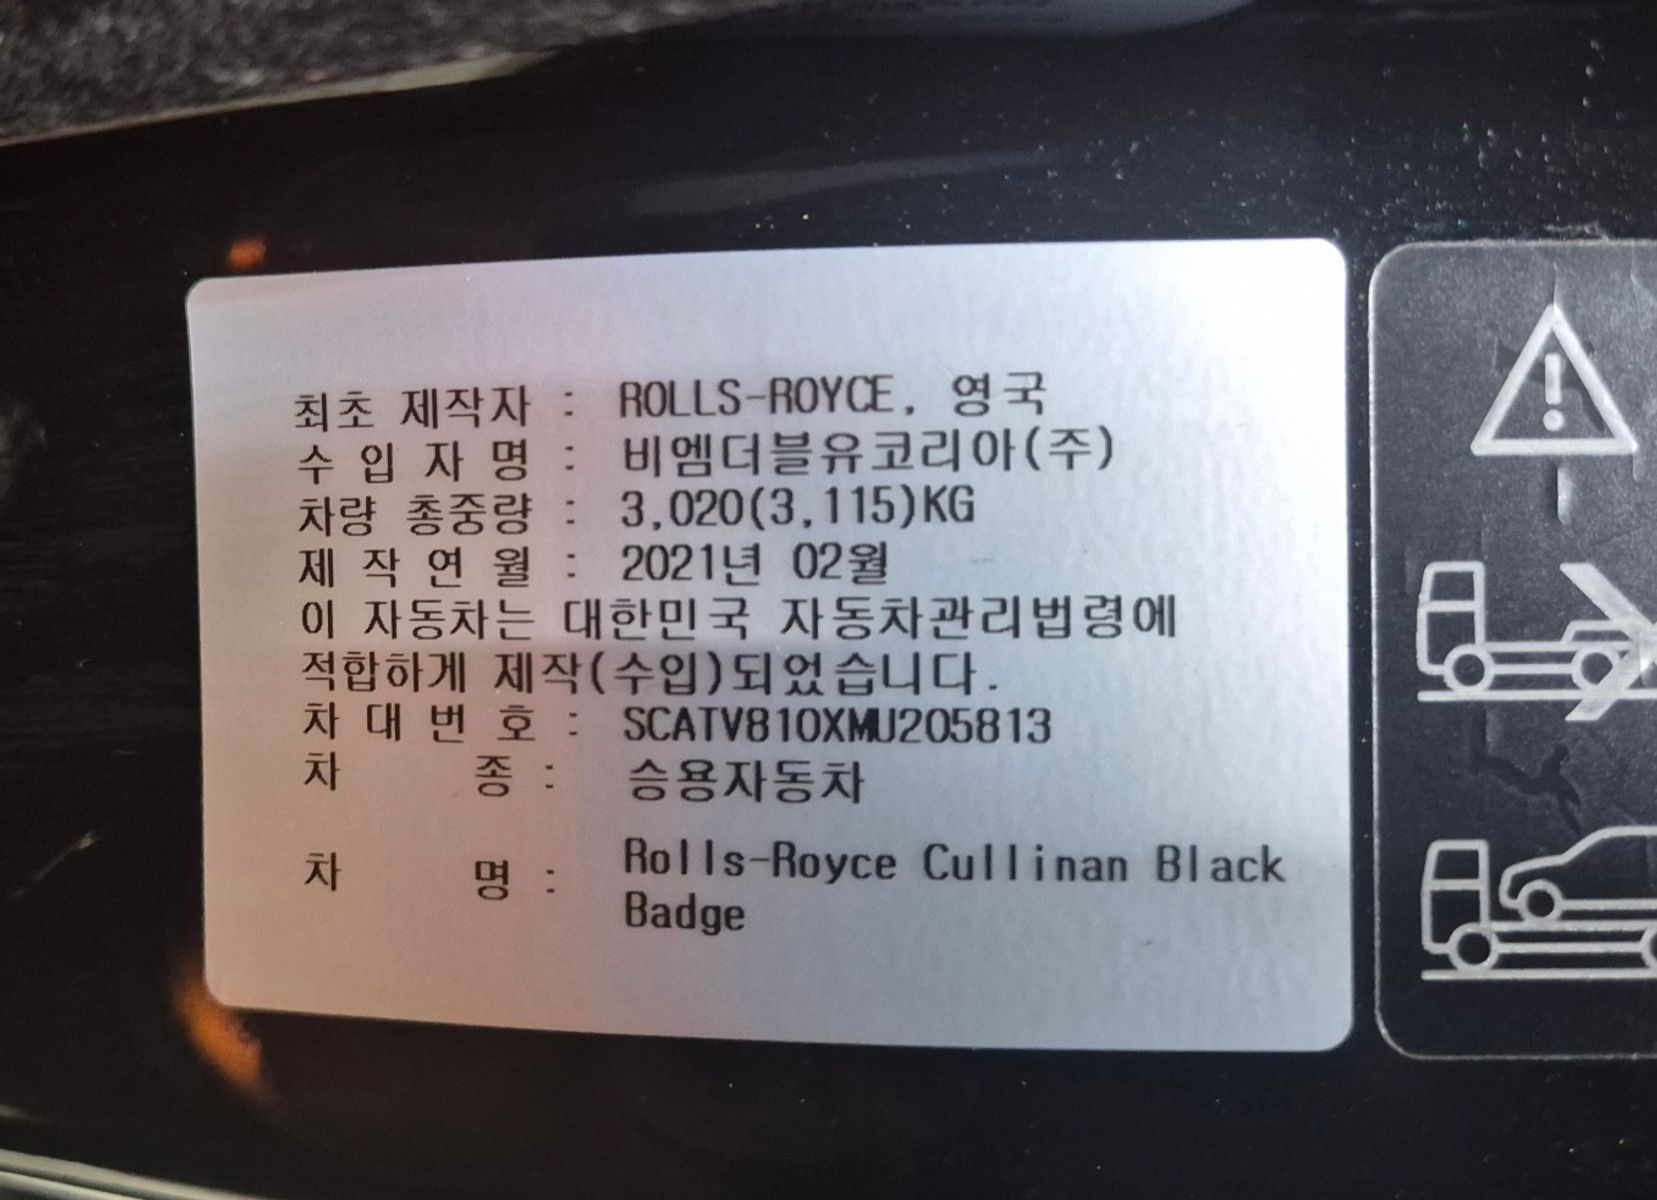 최초 제작자 : ROLLS-ROYCE, 영국
수 입 자 명 : 비엠더블유코리아(주)
차량 총중량 : 3,020(3,115)KG
제 작 연 월 : 2021년 02월
이 자동차는 대한민국 자동차관리법령에
적합하게 제작(수입)되었습니다.
차 대 번 호 : SCATV810XMU205813
차 종 : 승용자동차
차 명 : Rolls-Royce Cullinan Black
Badge